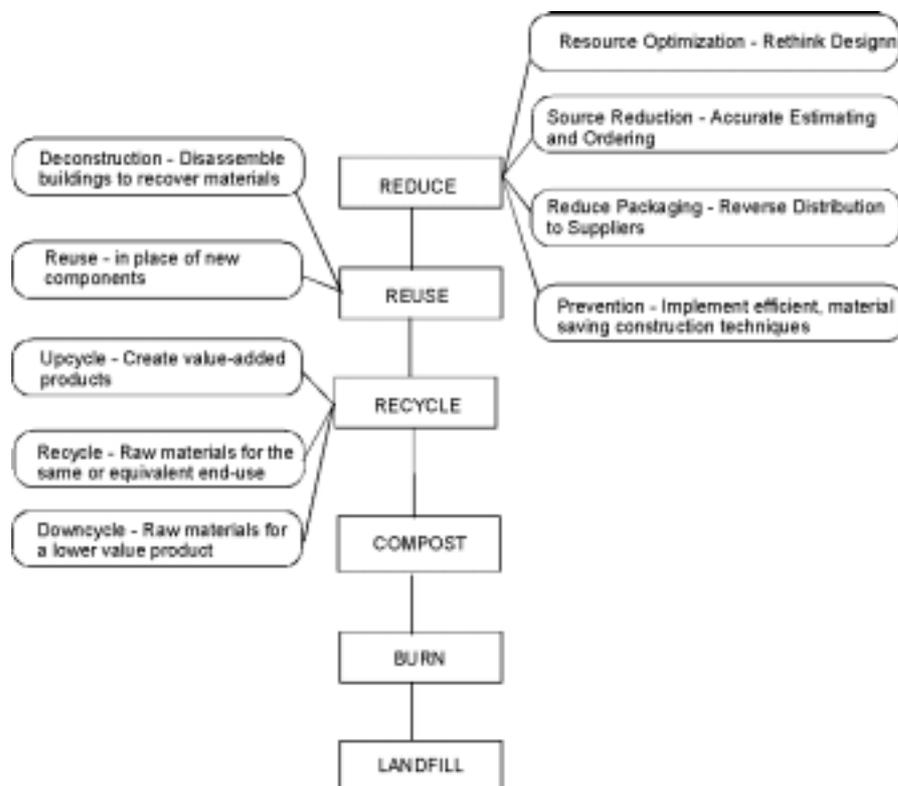 Resource Optimization - Rethink Designn
Source Reduction - Accurate Estimating
and Ordering
Deconstruction - Disassemble
buildings to recover materials
REDUCE
Reduce Packaging - Reverse Distribution
to Suppliers
Reuse - in place of new
components
REUSE
Prevention - Implement efficient, material
saving construction techniques
Upcycle - Create value-added
products
RECYCLE
Recycle - Raw materials for the
same or equivalent end-use
Downcycle - Raw materials for
a lower value product
COMPOST
BURN
LANDFILL